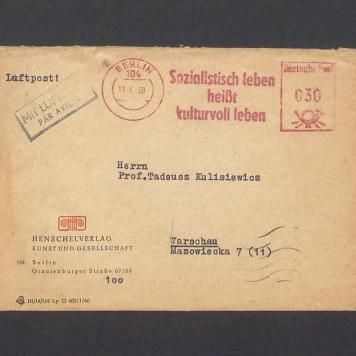 Luftpost!
MIT LUFTPOST
PAR AVION
BERLIN
104
Sozialistisch leben
heißt
kulturvoll leben
Deutsche Post
030
Herrn
Prof.Tadeusz Kulisiewicz
Warschau
Mazowiecka 7 (11)
HENSCHELVERLAG
KUNST UND GESELLSCHAFT
104 Berlin
Oranienburger Straße 67/68
100